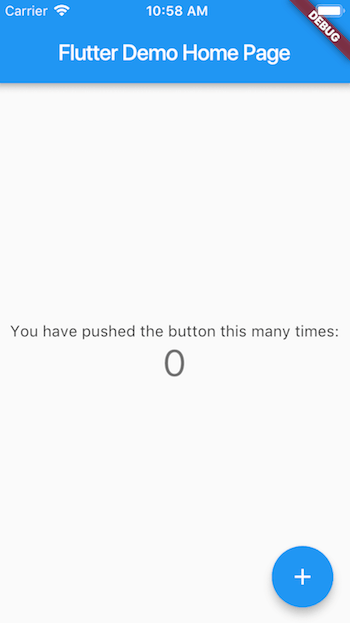 Carrier 10:58 AM
DEBUG
Flutter Demo Home Page
You have pushed the button this many times:
0
+